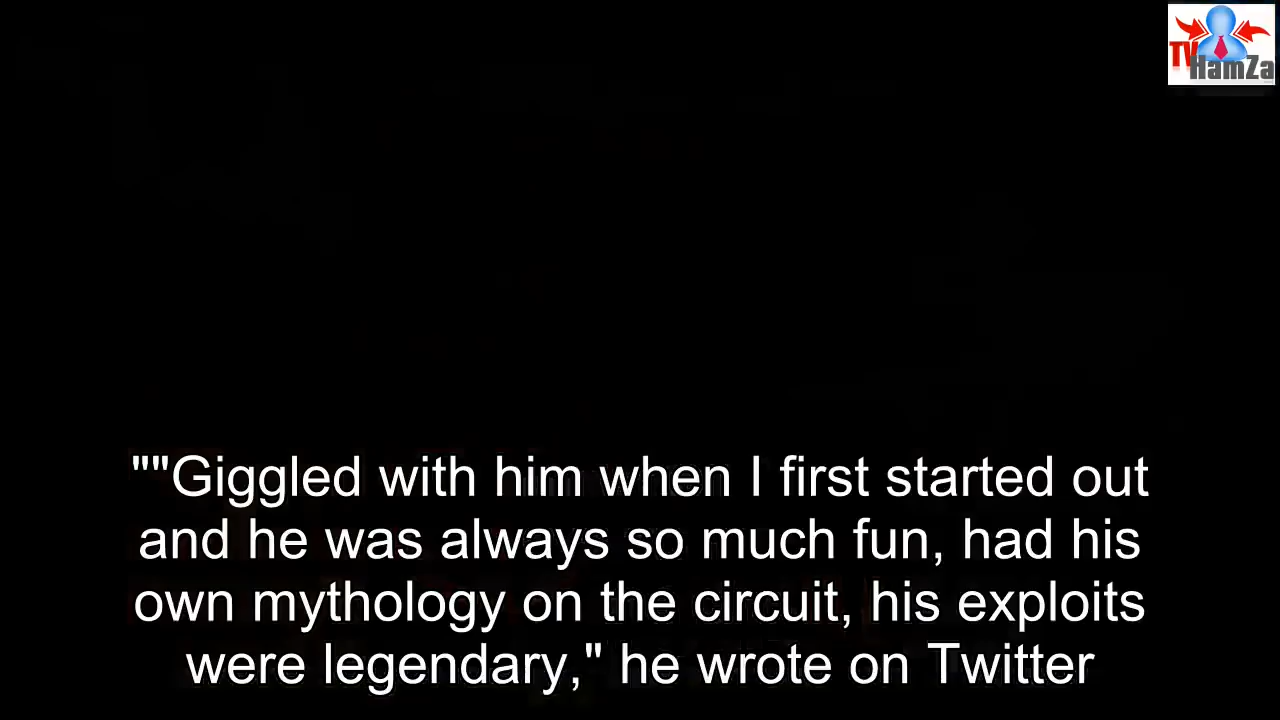 TV
HamZa
""Giggled with him when I first started out
and he was always so much fun, had his
own mythology on the circuit, his exploits
were legendary," he wrote on Twitter